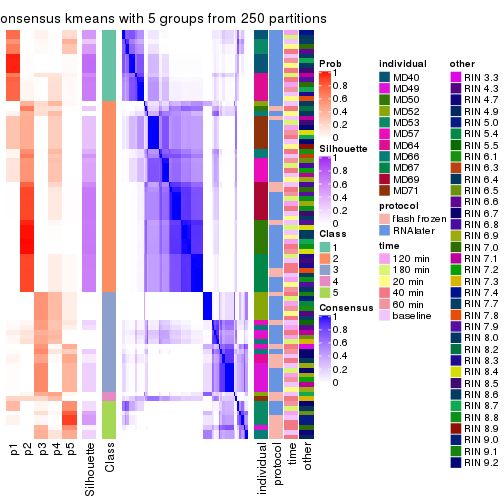 onsensus kmeans with 5 groups from 250 partitions
Prob
1
0.8
0.6
0.4
0.2
0
Silhouette
1
0.8
0.6
0.4
0.2
0
Class
1
2
3
4
5
Consensus
1
0.8
0.6
0.4
0.2
0
individual
MD40
MD49
MD50
MD52
MD53
MD57
MD64
MD66
MD67
MD69
MD71
protocol
flash frozen
RNAlater
time
120 min
180 min
20 min
40 min
60 min
baseline
other
RIN 3.3
RIN 4.3
RIN 4.7
RIN 4.9
RIN 5.0
RIN 5.4
RIN 5.5
RIN 6.1
RIN 6.3
RIN 6.4
RIN 6.5
RIN 6.6
RIN 6.7
RIN 6.8
RIN 6.9
RIN 7.0
RIN 7.1
RIN 7.2
RIN 7.3
RIN 7.4
RIN 7.7
RIN 7.8
RIN 7.9
RIN 8.0
RIN 8.2
RIN 8.3
RIN 8.4
RIN 8.5
RIN 8.6
RIN 8.7
RIN 8.8
RIN 8.9
RIN 9.0
RIN 9.1
RIN 9.2
p1
p2
p3
p4
p5
Silhouette
Class
individual
protocol
time
other